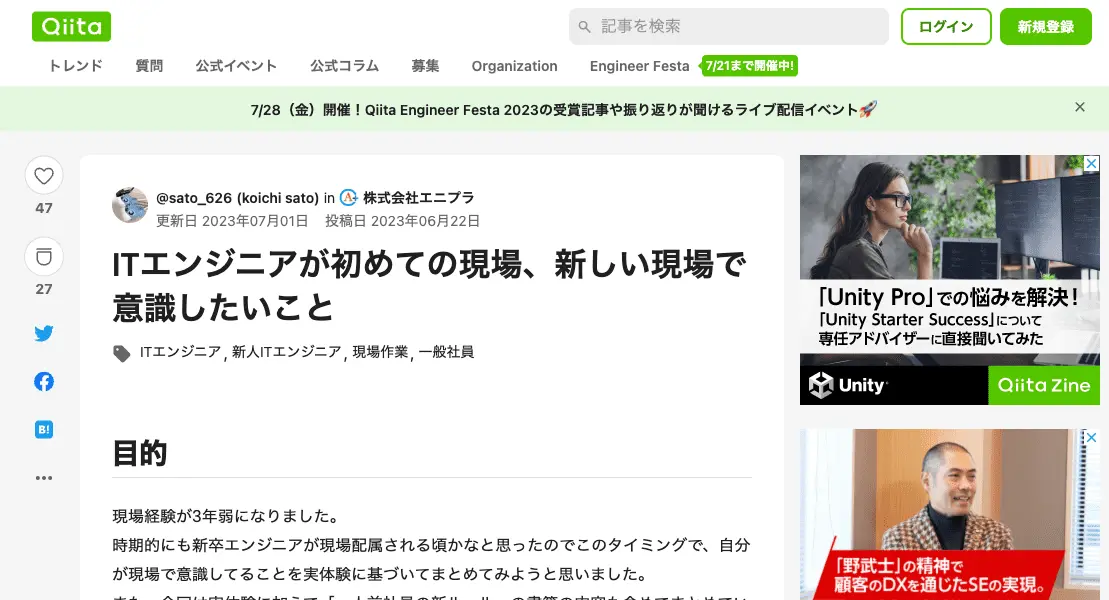 Qiita
記事を検索
ログイン
新規登録
トレンド 質問 公式イベント 公式コラム 募集 Organization Engineer Festa 7/21まで開催中!
7/28（金）開催！Qiita Engineer Festa 2023の受賞記事や振り返りが聞けるライブ配信イベント🚀
47
27
B!
@sato_626 (koichi sato) in 株式会社エニプラ
更新日 2023年07月01日 投稿日 2023年06月22日
ITエンジニアが初めての現場、新しい現場で
意識したいこと
ITエンジニア, 新人ITエンジニア, 現場作業, 一般社員
目的
現場経験が3年弱になりました。
時期的にも新卒エンジニアが現場配属される頃かなと思ったのでこのタイミングで、自分
が現場で意識してることを実体験に基づいてまとめてみようと思いました。
「Unity Pro」での悩みを解決！
「Unity Starter Success」について
専任アドバイザーに直接聞いてみた
Unity
Qiita Zine
「野武士」の精神で
顧客のDXを通じたSEの実現。